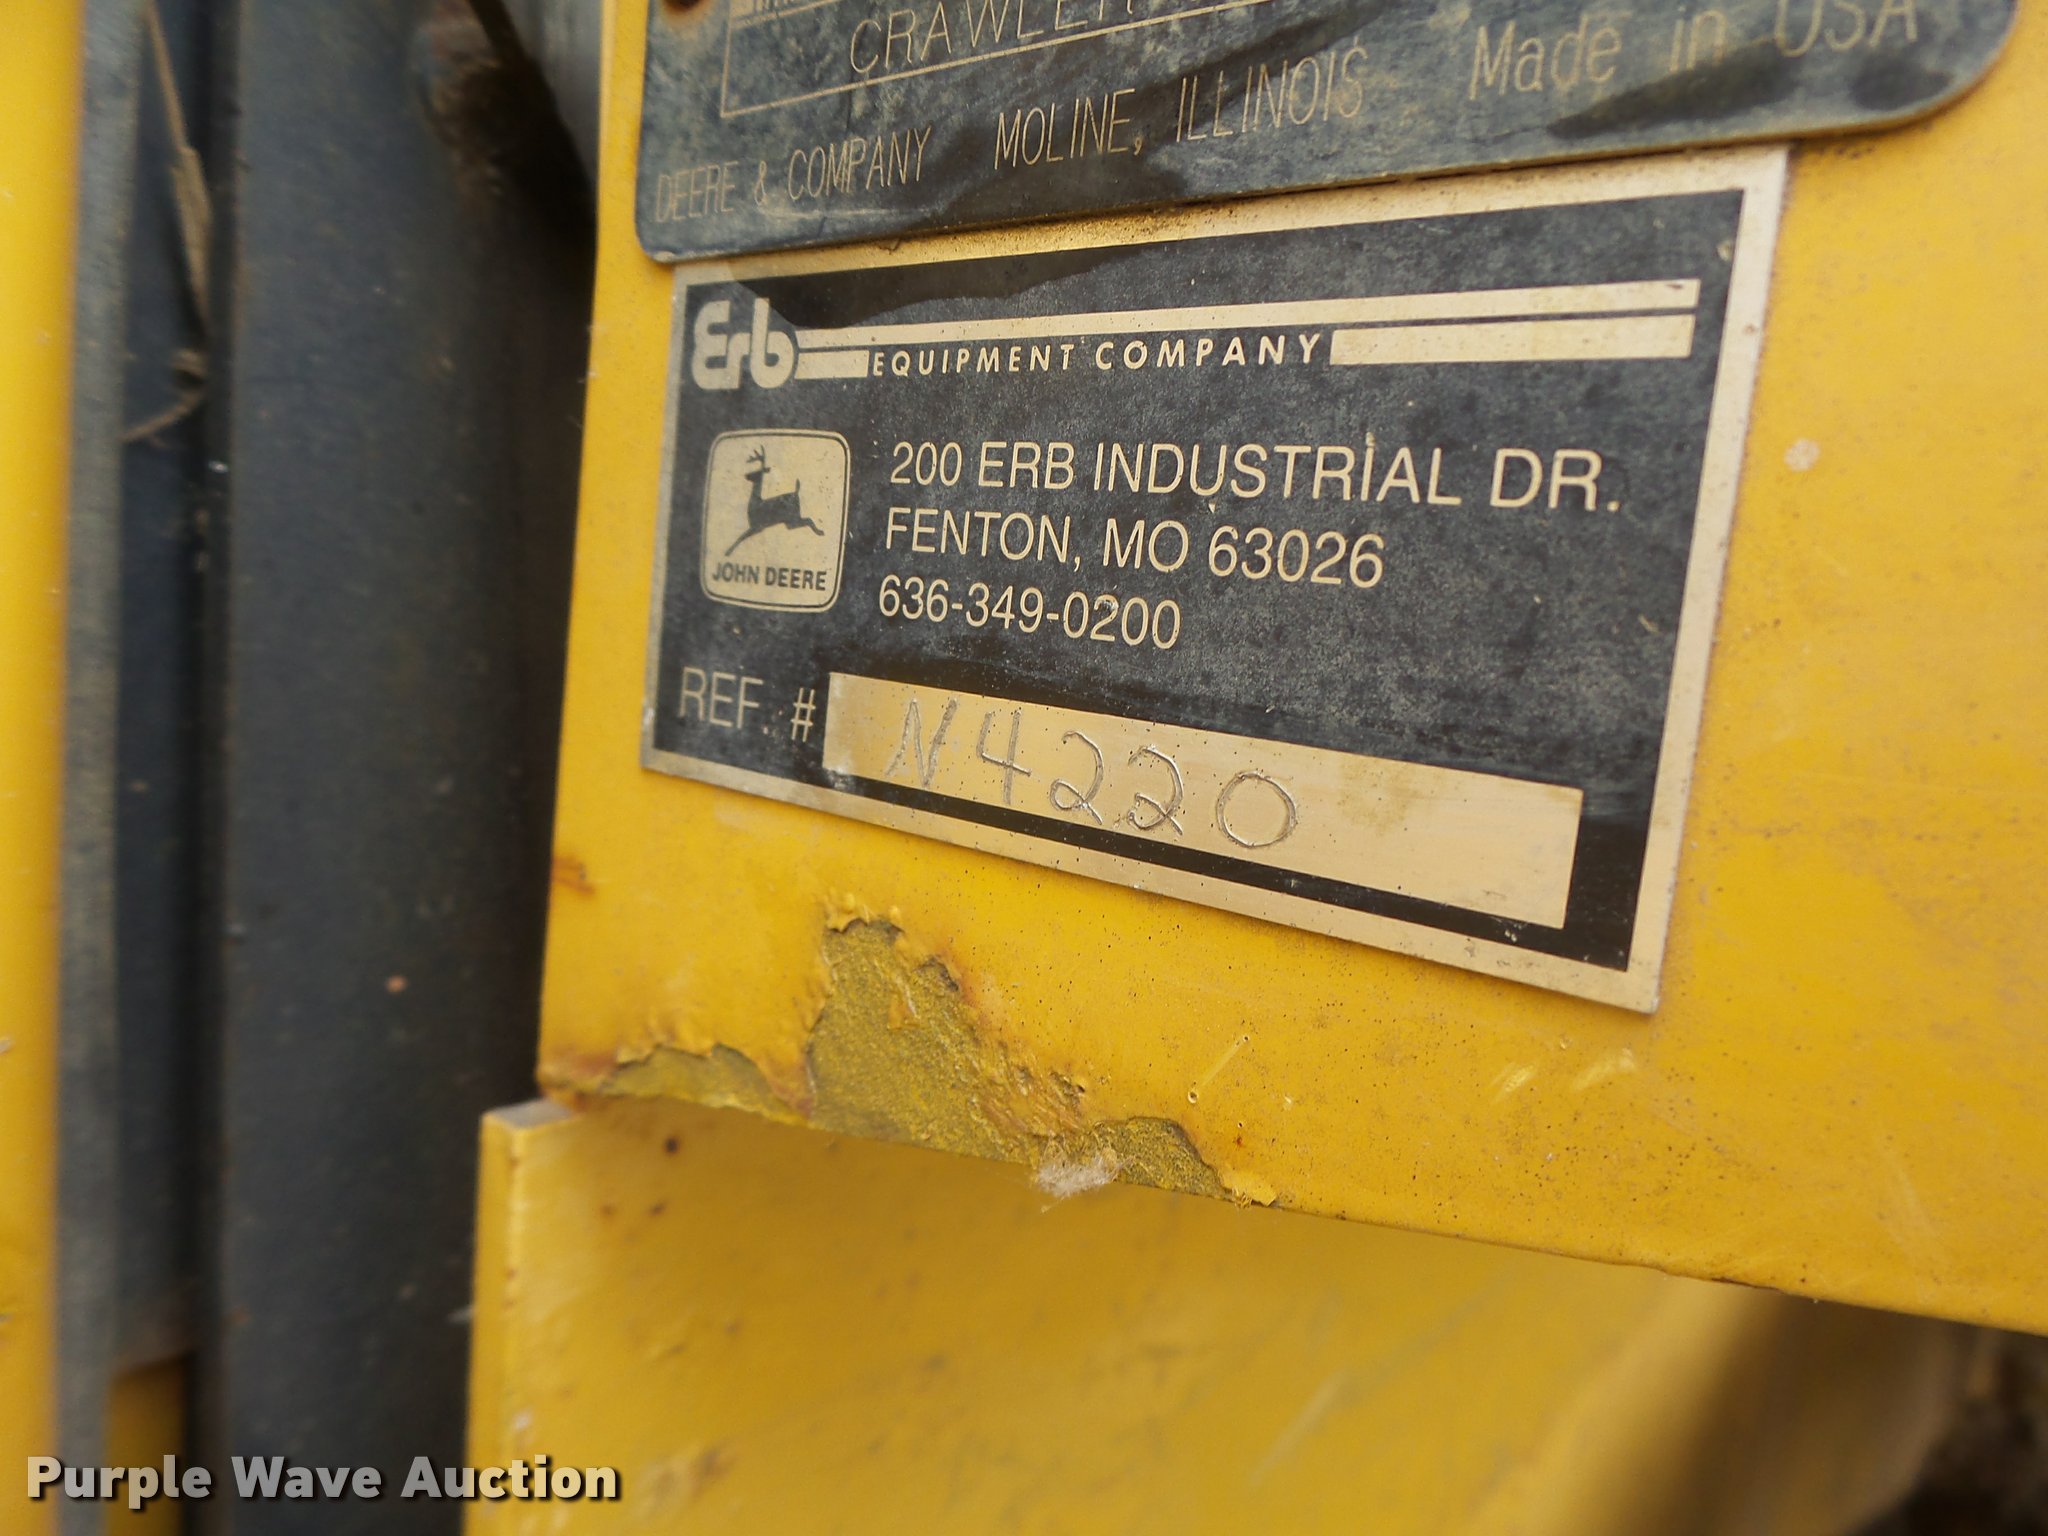 CRAWLER
DEERE & COMPANY MOLINE, ILLINOIS Made in USA
Erb
EQUIPMENT COMPANY
200 ERB INDUSTRIAL DR.
FENTON, MO 63026
636-349-0200
JOHN DEERE
REF. # N4220
Purple Wave Auction